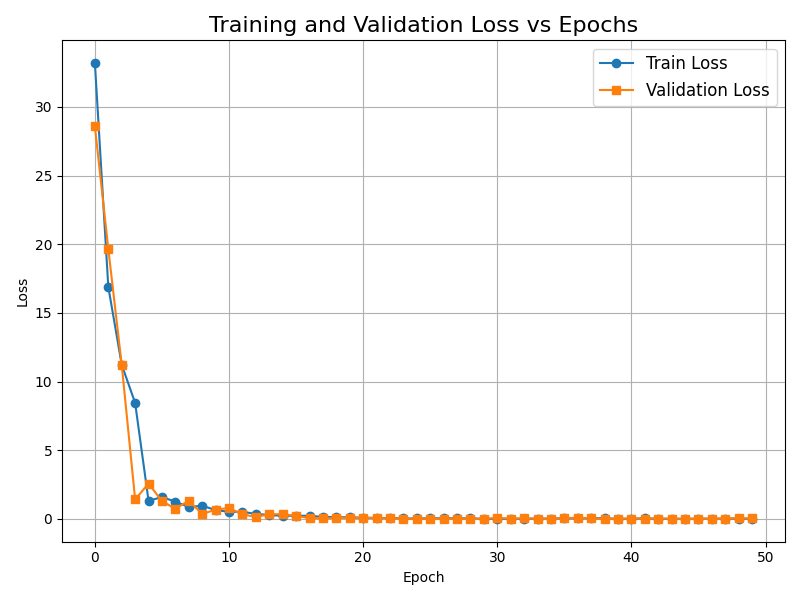 Training and Validation Loss vs Epochs
Train Loss
Validation Loss
30
25
20
15
10
5
0
Loss
0 10 20 30 40 50
Epoch